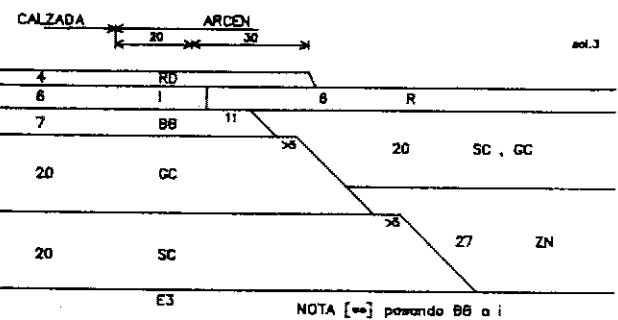 CALZADA ARCEN
20 30
sol.3
4 RD
6 I 6 R
7 BB 11
>5 20 SC , GC
20 GC
>5
27 ZN
20 SC
E3
NOTA [**] pasando BB a i